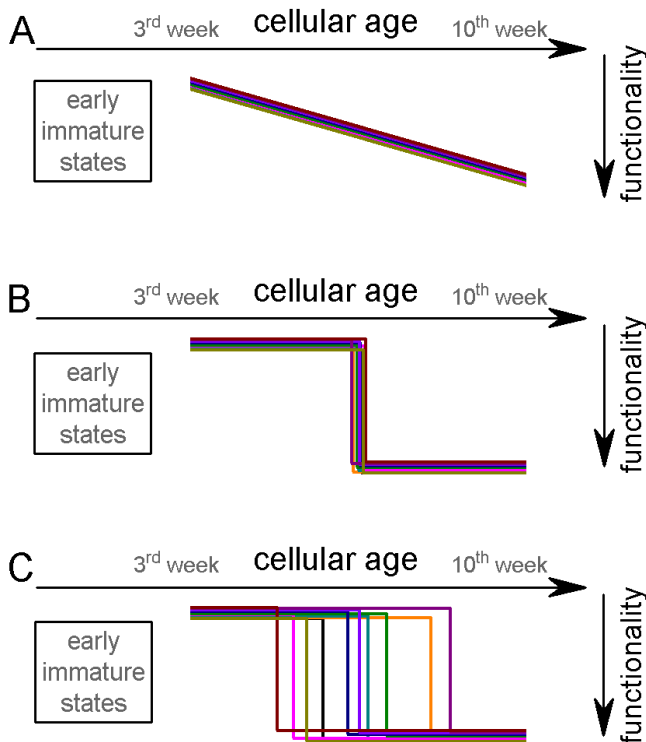 A
3rd week
cellular age
10th week
early
immature
states
functionality
B
3rd week
cellular age
10th week
early
immature
states
functionality
C
3rd week
cellular age
10th week
early
immature
states
functionality